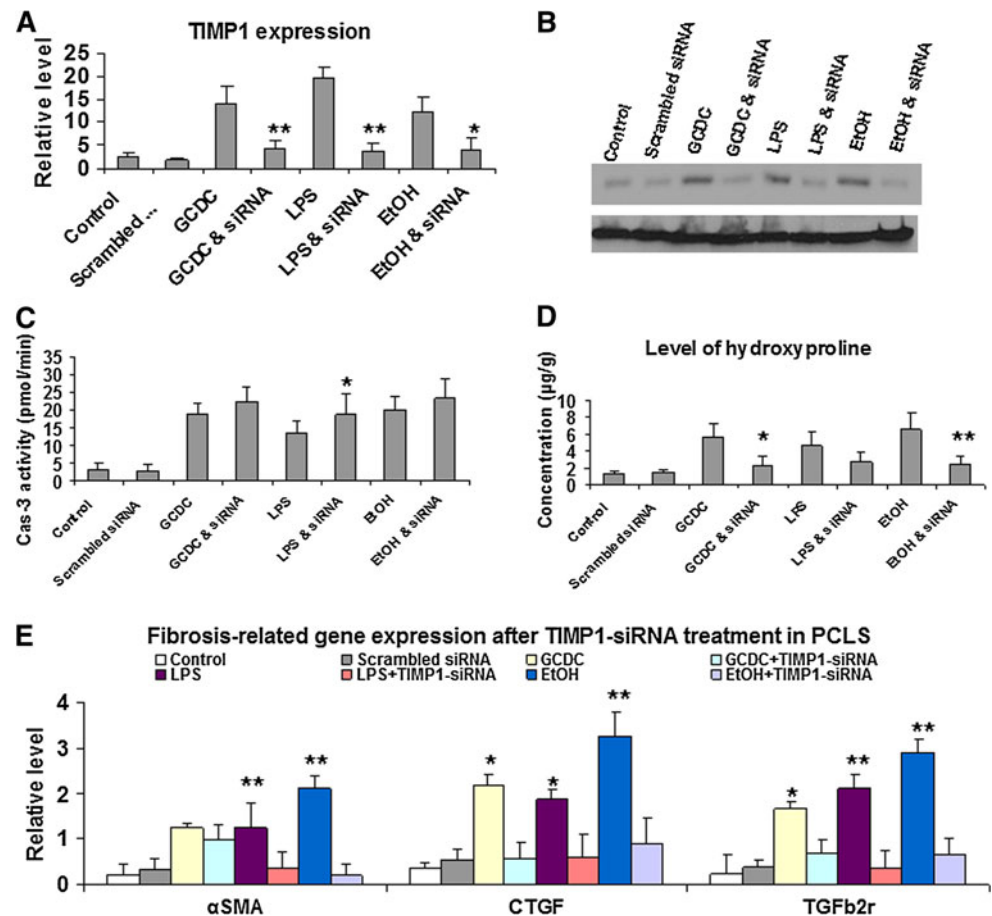 A
TIMP1 expression
Relative level
25
20
15
10
5
0
** ** *
Control
Scrambled ...
GCDC
GCDC & siRNA
LPS
LPS & siRNA
EtOH
EtOH & siRNA
B
Control
Scrambled siRNA
GCDC
GCDC & siRNA
LPS
LPS & siRNA
EtOH
EtOH & siRNA
C
Cas-3 activity (pmol/min)
35
30
25
20
15
10
5
0
*
Control
Scrambled siRNA
GCDC
GCDC & siRNA
LPS
LPS & siRNA
EtOH
EtOH & siRNA
D
Level of hydroxy proline
Concentration (µg/g)
10
8
6
4
2
0
* **
Control
Scrambled siRNA
GCDC
GCDC & siRNA
LPS
LPS & siRNA
EtOH
EtOH & siRNA
E
Fibrosis-related gene expression after TIMP1-siRNA treatment in PCLS
Control Scrambled siRNA GCDC GCDC+TIMP1-siRNA
LPS LPS+TIMP1-siRNA EtOH EtOH+TIMP1-siRNA
Relative level
4
3
2
1
0
** ** * * ** * ** **
αSMA CTGF TGFb2r